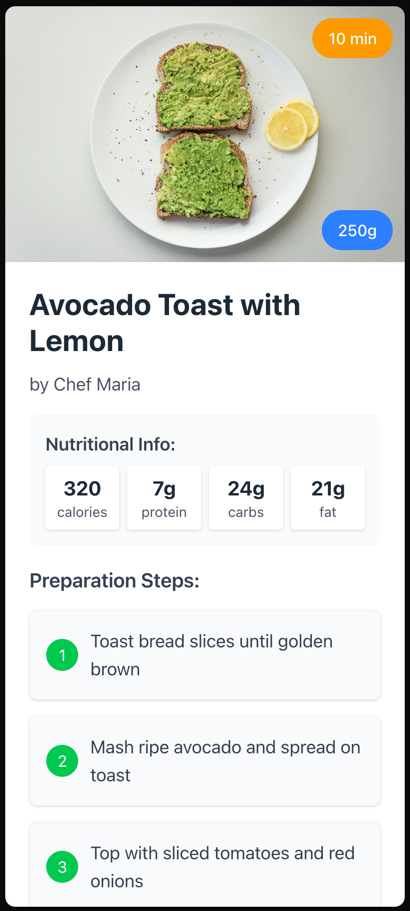 10 min
250g
Avocado Toast with
Lemon
by Chef Maria
Nutritional Info:
320
calories
7g
protein
24g
carbs
21g
fat
Preparation Steps:
1
Toast bread slices until golden
brown
2
Mash ripe avocado and spread on
toast
3
Top with sliced tomatoes and red
onions